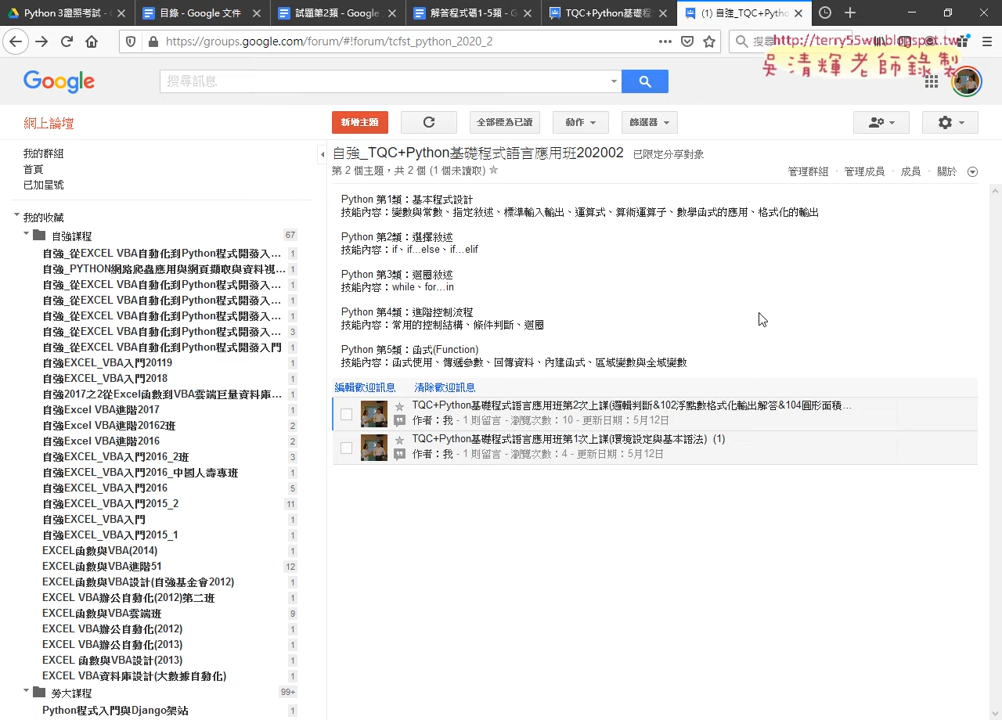 Python 3證照考試 -
目錄 - Google 文件
試題第2類 - Google
解答程式碼1-5類 - G
TQC+Python基礎程
(1) 自強_TQC+Pytho
https://groups.google.com/forum/#!forum/tcfst_python_2020_2
http://terry55wu.blogspot.tw
吳清輝老師錄製
Google
搜尋訊息
網上論壇
新增主題
全部標為已讀
動作
篩選器
我的群組
首頁
已加星號
我的收藏
自強課程 67
自強_從EXCEL VBA自動化到Python程式開發入... 1
自強_PYTHON網路爬蟲應用與網頁擷取與資料視... 1
自強_從EXCEL VBA自動化到Python程式開發入... 1
自強_從EXCEL VBA自動化到Python程式開發入... 1
自強_從EXCEL VBA自動化到Python程式開發入... 1
自強_從EXCEL VBA自動化到Python程式開發入... 3
自強_從EXCEL VBA自動化到Python程式開發入門 1
自強EXCEL_VBA入門20119 1
自強EXCEL_VBA入門2018 1
自強2017之2從Excel函數到VBA雲端巨量資料庫... 1
自強Excel VBA進階2017 1
自強Excel VBA進階20162班 2
自強Excel VBA進階2016 2
自強EXCEL_VBA入門2016_2班 3
自強EXCEL_VBA入門2016_中國人壽專班 1
自強EXCEL_VBA入門2016 5
自強EXCEL_VBA入門2015_2 11
自強EXCEL_VBA入門 1
自強EXCEL_VBA入門2015_1 1
EXCEL函數與VBA(2014) 1
EXCEL函數與VBA進階51 12
EXCEL函數與VBA設計(自強基金會2012) 1
EXCEL VBA辦公自動化(2012)第二班 1
EXCEL函數與VBA雲端班 9
EXCEL VBA辦公自動化(2012) 1
EXCEL VBA辦公自動化(2013) 1
EXCEL 函數與VBA設計(2013) 1
EXCEL VBA資料庫設計(大數據自動化) 1
勞大課程 99+
Python程式入門與Django架站 1
自強_TQC+Python基礎程式語言應用班202002 已限定分享對象
第 2 個主題，共 2 個 (1 個未讀取)
管理群組 · 管理成員 · 成員 · 關於
Python 第1類：基本程式設計
技能內容：變數與常數、指定敘述、標準輸入輸出、運算式、算術運算子、數學函式的應用、格式化的輸出
Python 第2類：選擇敘述
技能內容：if、if...else、if...elif
Python 第3類：迴圈敘述
技能內容：while、for...in
Python 第4類：進階控制流程
技能內容：常用的控制結構、條件判斷、迴圈
Python 第5類：函式(Function)
技能內容：函式使用、傳遞參數、回傳資料、內建函式、區域變數與全域變數
編輯歡迎訊息 清除歡迎訊息
TQC+Python基礎程式語言應用班第2次上課(邏輯判斷&102浮點數格式化輸出解答&104圓形面積...
作者：我 - 1 則留言 - 瀏覽次數：10 - 更新日期：5月12日
TQC+Python基礎程式語言應用班第1次上課(環境設定與基本語法) (1)
作者：我 - 1 則留言 - 瀏覽次數：4 - 更新日期：5月12日